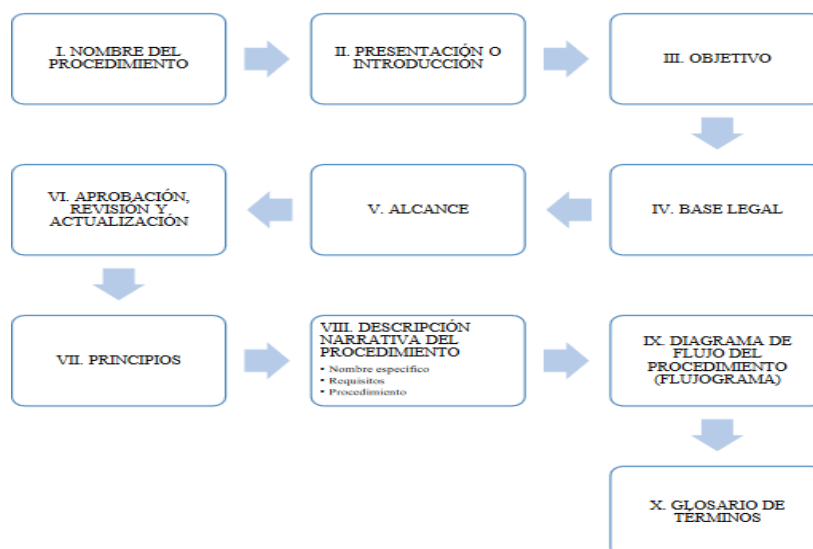 I. NOMBRE DEL
PROCEDIMIENTO
II. PRESENTACIÓN O
INTRODUCCIÓN
III. OBJETIVO
IV. BASE LEGAL
V. ALCANCE
VI. APROBACIÓN,
REVISIÓN Y
ACTUALIZACIÓN
VII. PRINCIPIOS
VIII. DESCRIPCIÓN
NARRATIVA DEL
PROCEDIMIENTO
• Nombre específico
• Requisitos
• Procedimiento
IX. DIAGRAMA DE
FLUJO DEL
PROCEDIMIENTO
(FLUJOGRAMA)
X. GLOSARIO DE
TÉRMINOS